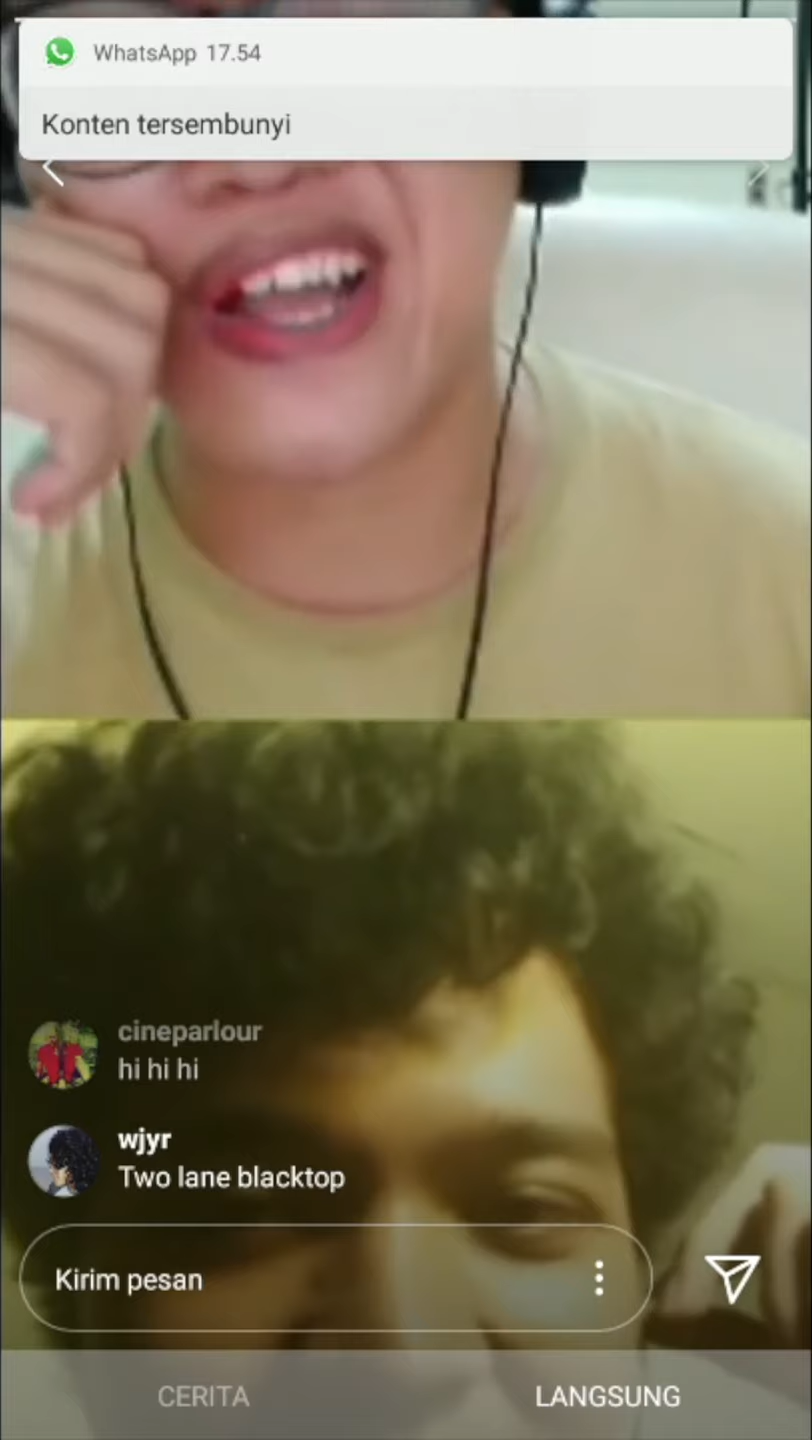 WhatsApp 17.54
Konten tersembunyi
cineparlour
hi hi hi
wjyr
Two lane blacktop
Kirim pesan
CERITA
LANGSUNG